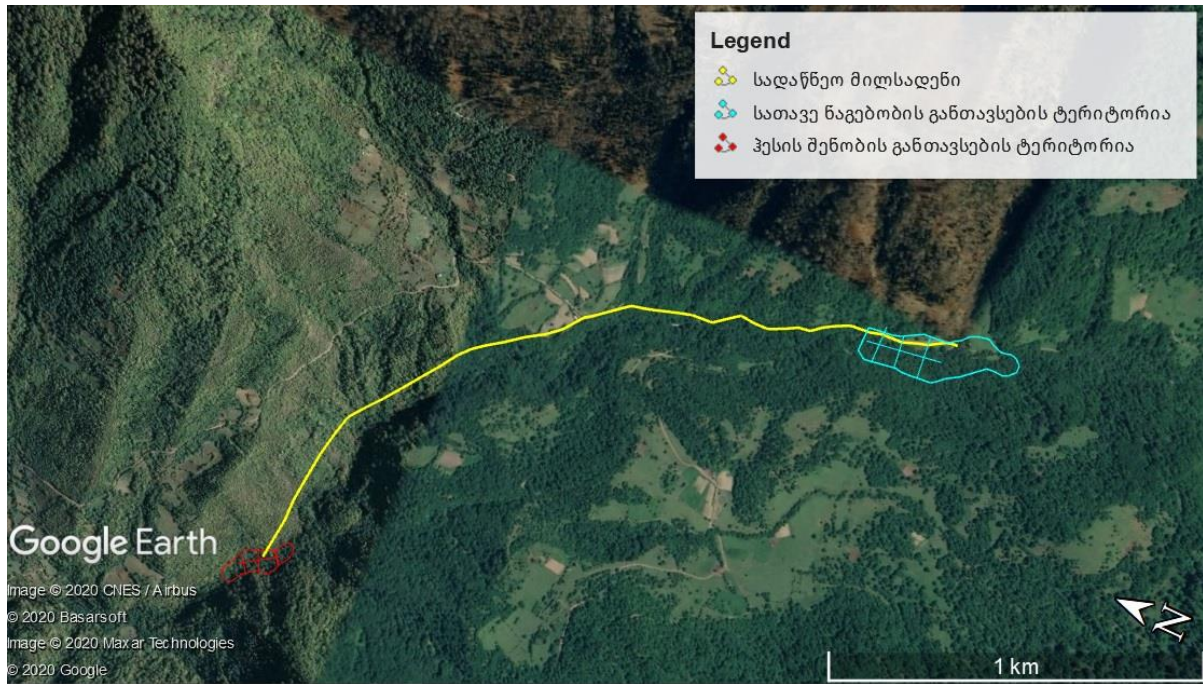 Legend
სადაწნეო მილსადენი
სათავე ნაგებობის განთავსების ტერიტორია
ჰესის შენობის განთავსების ტერიტორია
Google Earth
Image © 2020 CNES / Airbus
© 2020 Basarsoft
Image © 2020 Maxar Technologies
© 2020 Google
N
1 km